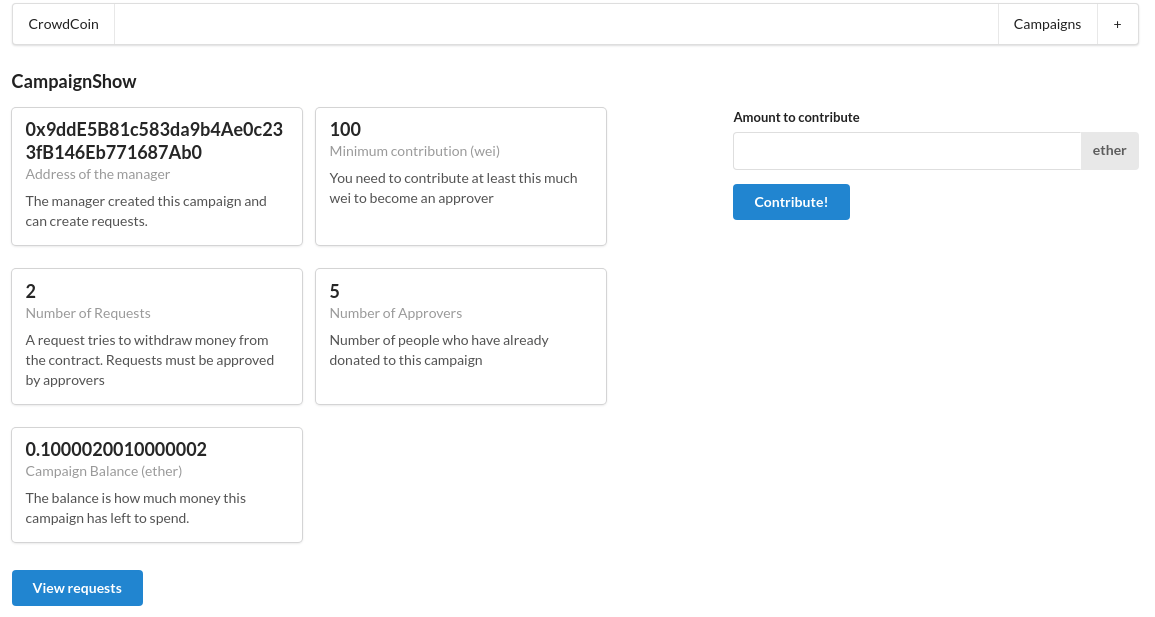 CrowdCoin
Campaigns
+
CampaignShow
0x9ddE5B81c583da9b4Ae0c23
3fB146Eb771687Ab0
Address of the manager
The manager created this campaign and
can create requests.
100
Minimum contribution (wei)
You need to contribute at least this much
wei to become an approver
2
Number of Requests
A request tries to withdraw money from
the contract. Requests must be approved
by approvers
5
Number of Approvers
Number of people who have already
donated to this campaign
0.1000020010000002
Campaign Balance (ether)
The balance is how much money this
campaign has left to spend.
View requests
Amount to contribute
ether
Contribute!